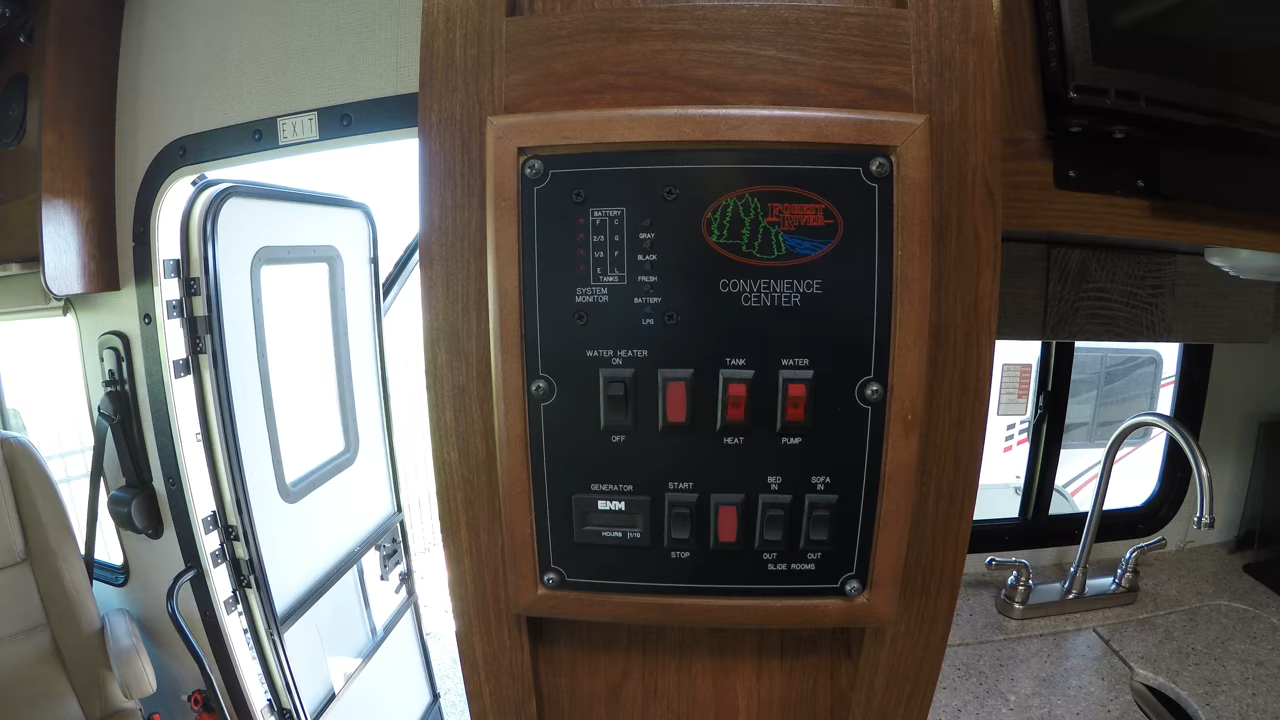 EXIT
BATTERY
F C
2/3 G
1/3 F
E L
TANKS
SYSTEM
MONITOR
GRAY
BLACK
FRESH
BATTERY
LPG
FOREST
RIVER
CONVENIENCE
CENTER
WATER HEATER
ON
OFF
TANK
HEAT
WATER
PUMP
GENERATOR
ENM
HOURS 1/10
START
STOP
BED
IN
OUT
SOFA
IN
OUT
SLIDE ROOMS